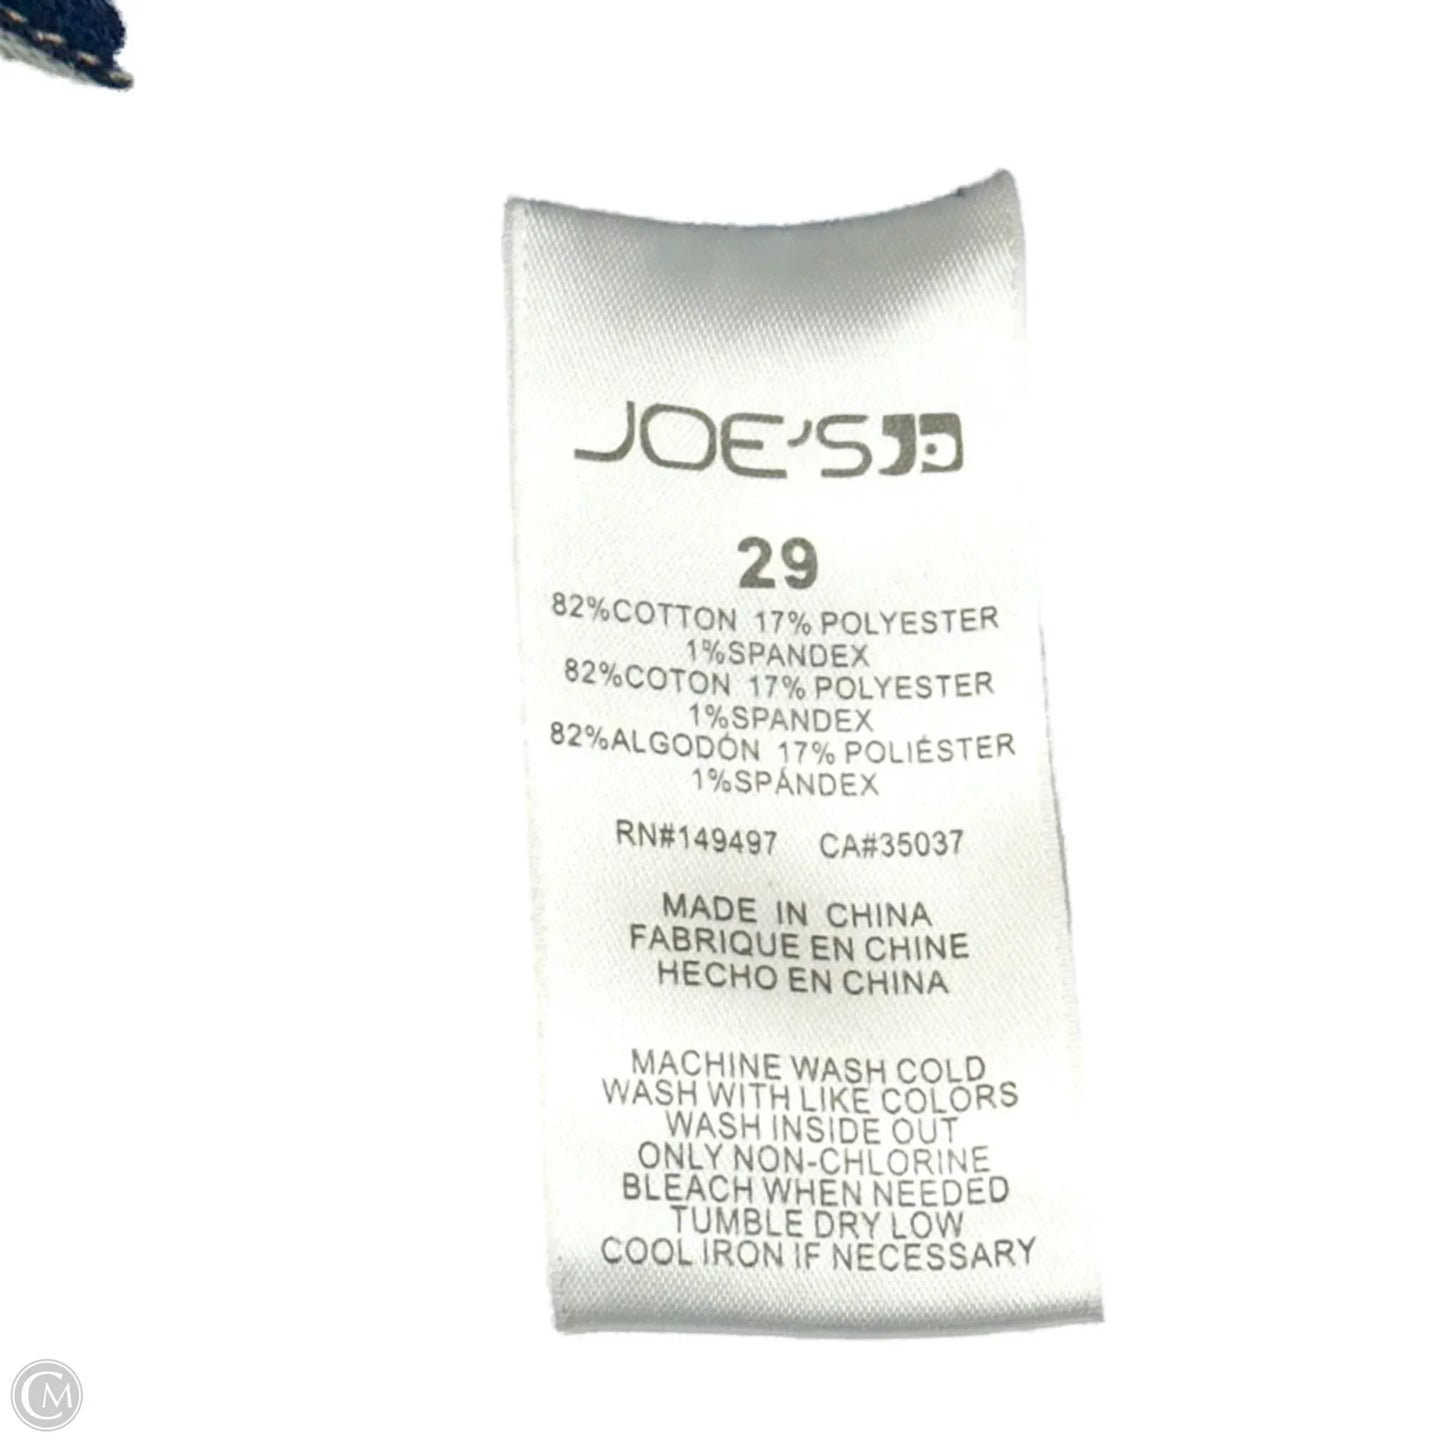 JOE'S
29
82%COTTON 17% POLYESTER
1%SPANDEX
82%COTON 17% POLYESTER
1%SPANDEX
82%ALGODÓN 17% POLIÉSTER
1%SPÁNDEX
RN#149497 CA#35037
MADE IN CHINA
FABRIQUE EN CHINE
HECHO EN CHINA
MACHINE WASH COLD
WASH WITH LIKE COLORS
WASH INSIDE OUT
ONLY NON-CHLORINE
BLEACH WHEN NEEDED
TUMBLE DRY LOW
COOL IRON IF NECESSARY
CM